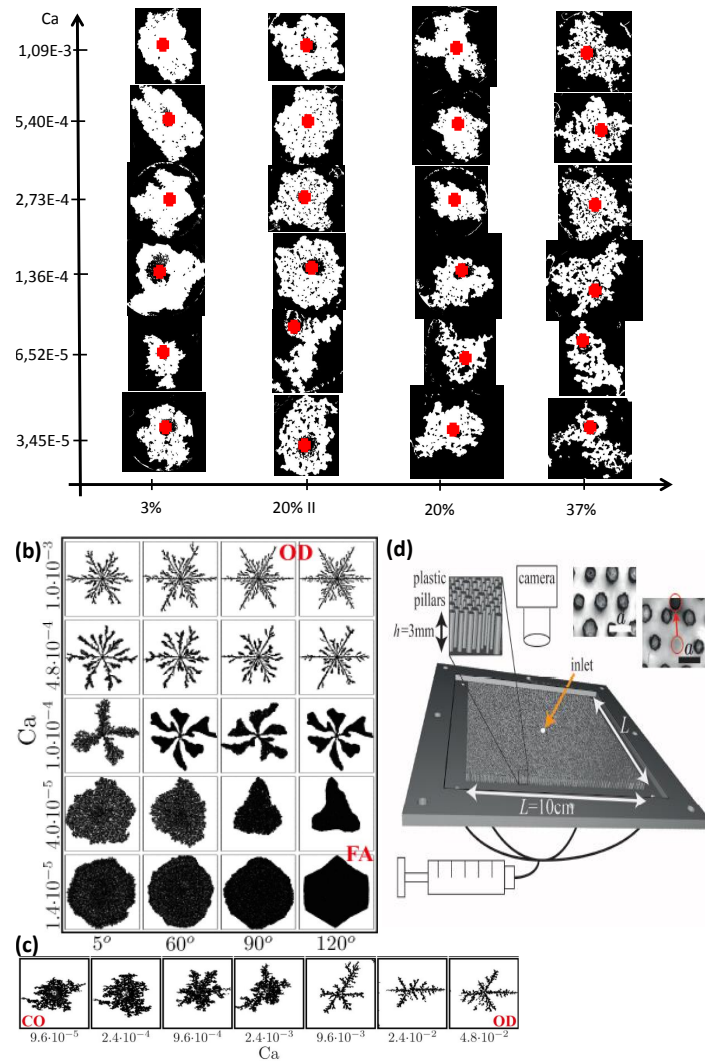 Ca
1,09E-3
5,40E-4
2,73E-4
1,36E-4
6,52E-5
3,45E-5
3% 20% II 20% 37%
(b)
OD
1.0·10⁻³
4.8·10⁻⁴
1.0·10⁻⁴
4.0·10⁻⁵
1.4·10⁻⁵
Ca
FA
5° 60° 90° 120°
(c)
CO
OD
9.6·10⁻⁵ 2.4·10⁻⁴ 9.6·10⁻⁴ 2.4·10⁻³ 9.6·10⁻³ 2.4·10⁻² 4.8·10⁻²
Ca
(d)
plastic
pillars
h=3mm
camera
a
a
inlet
L
L=10cm